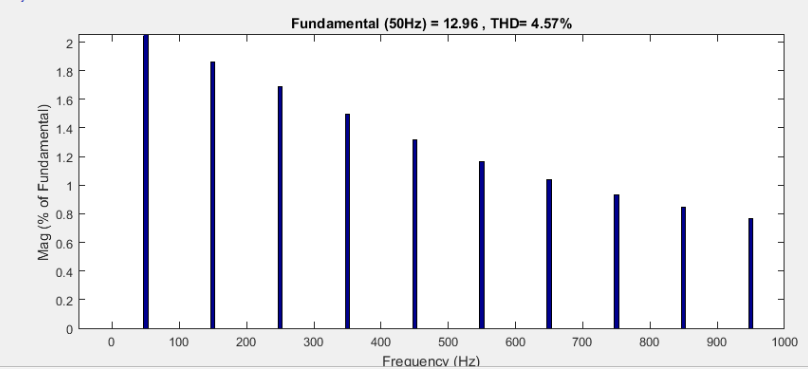 Fundamental (50Hz) = 12.96 , THD= 4.57%
Mag (% of Fundamental)
2
1.8
1.6
1.4
1.2
1
0.8
0.6
0.4
0.2
0
0 100 200 300 400 500 600 700 800 900 1000
Frequency (Hz)